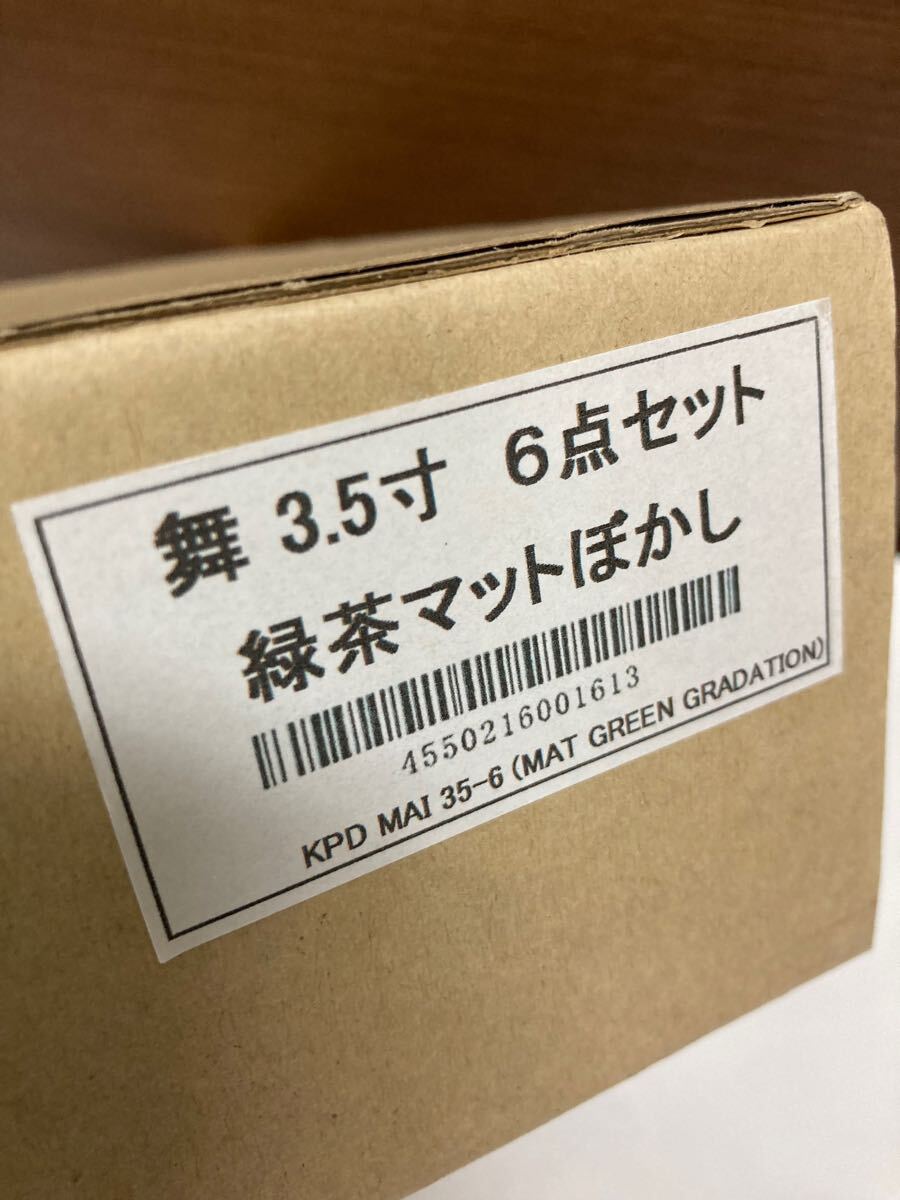 舞 3.5寸 6点セット
緑茶マットぼかし
4550216001613
KPD MAI 35-6 (MAT GREEN GRADATION)